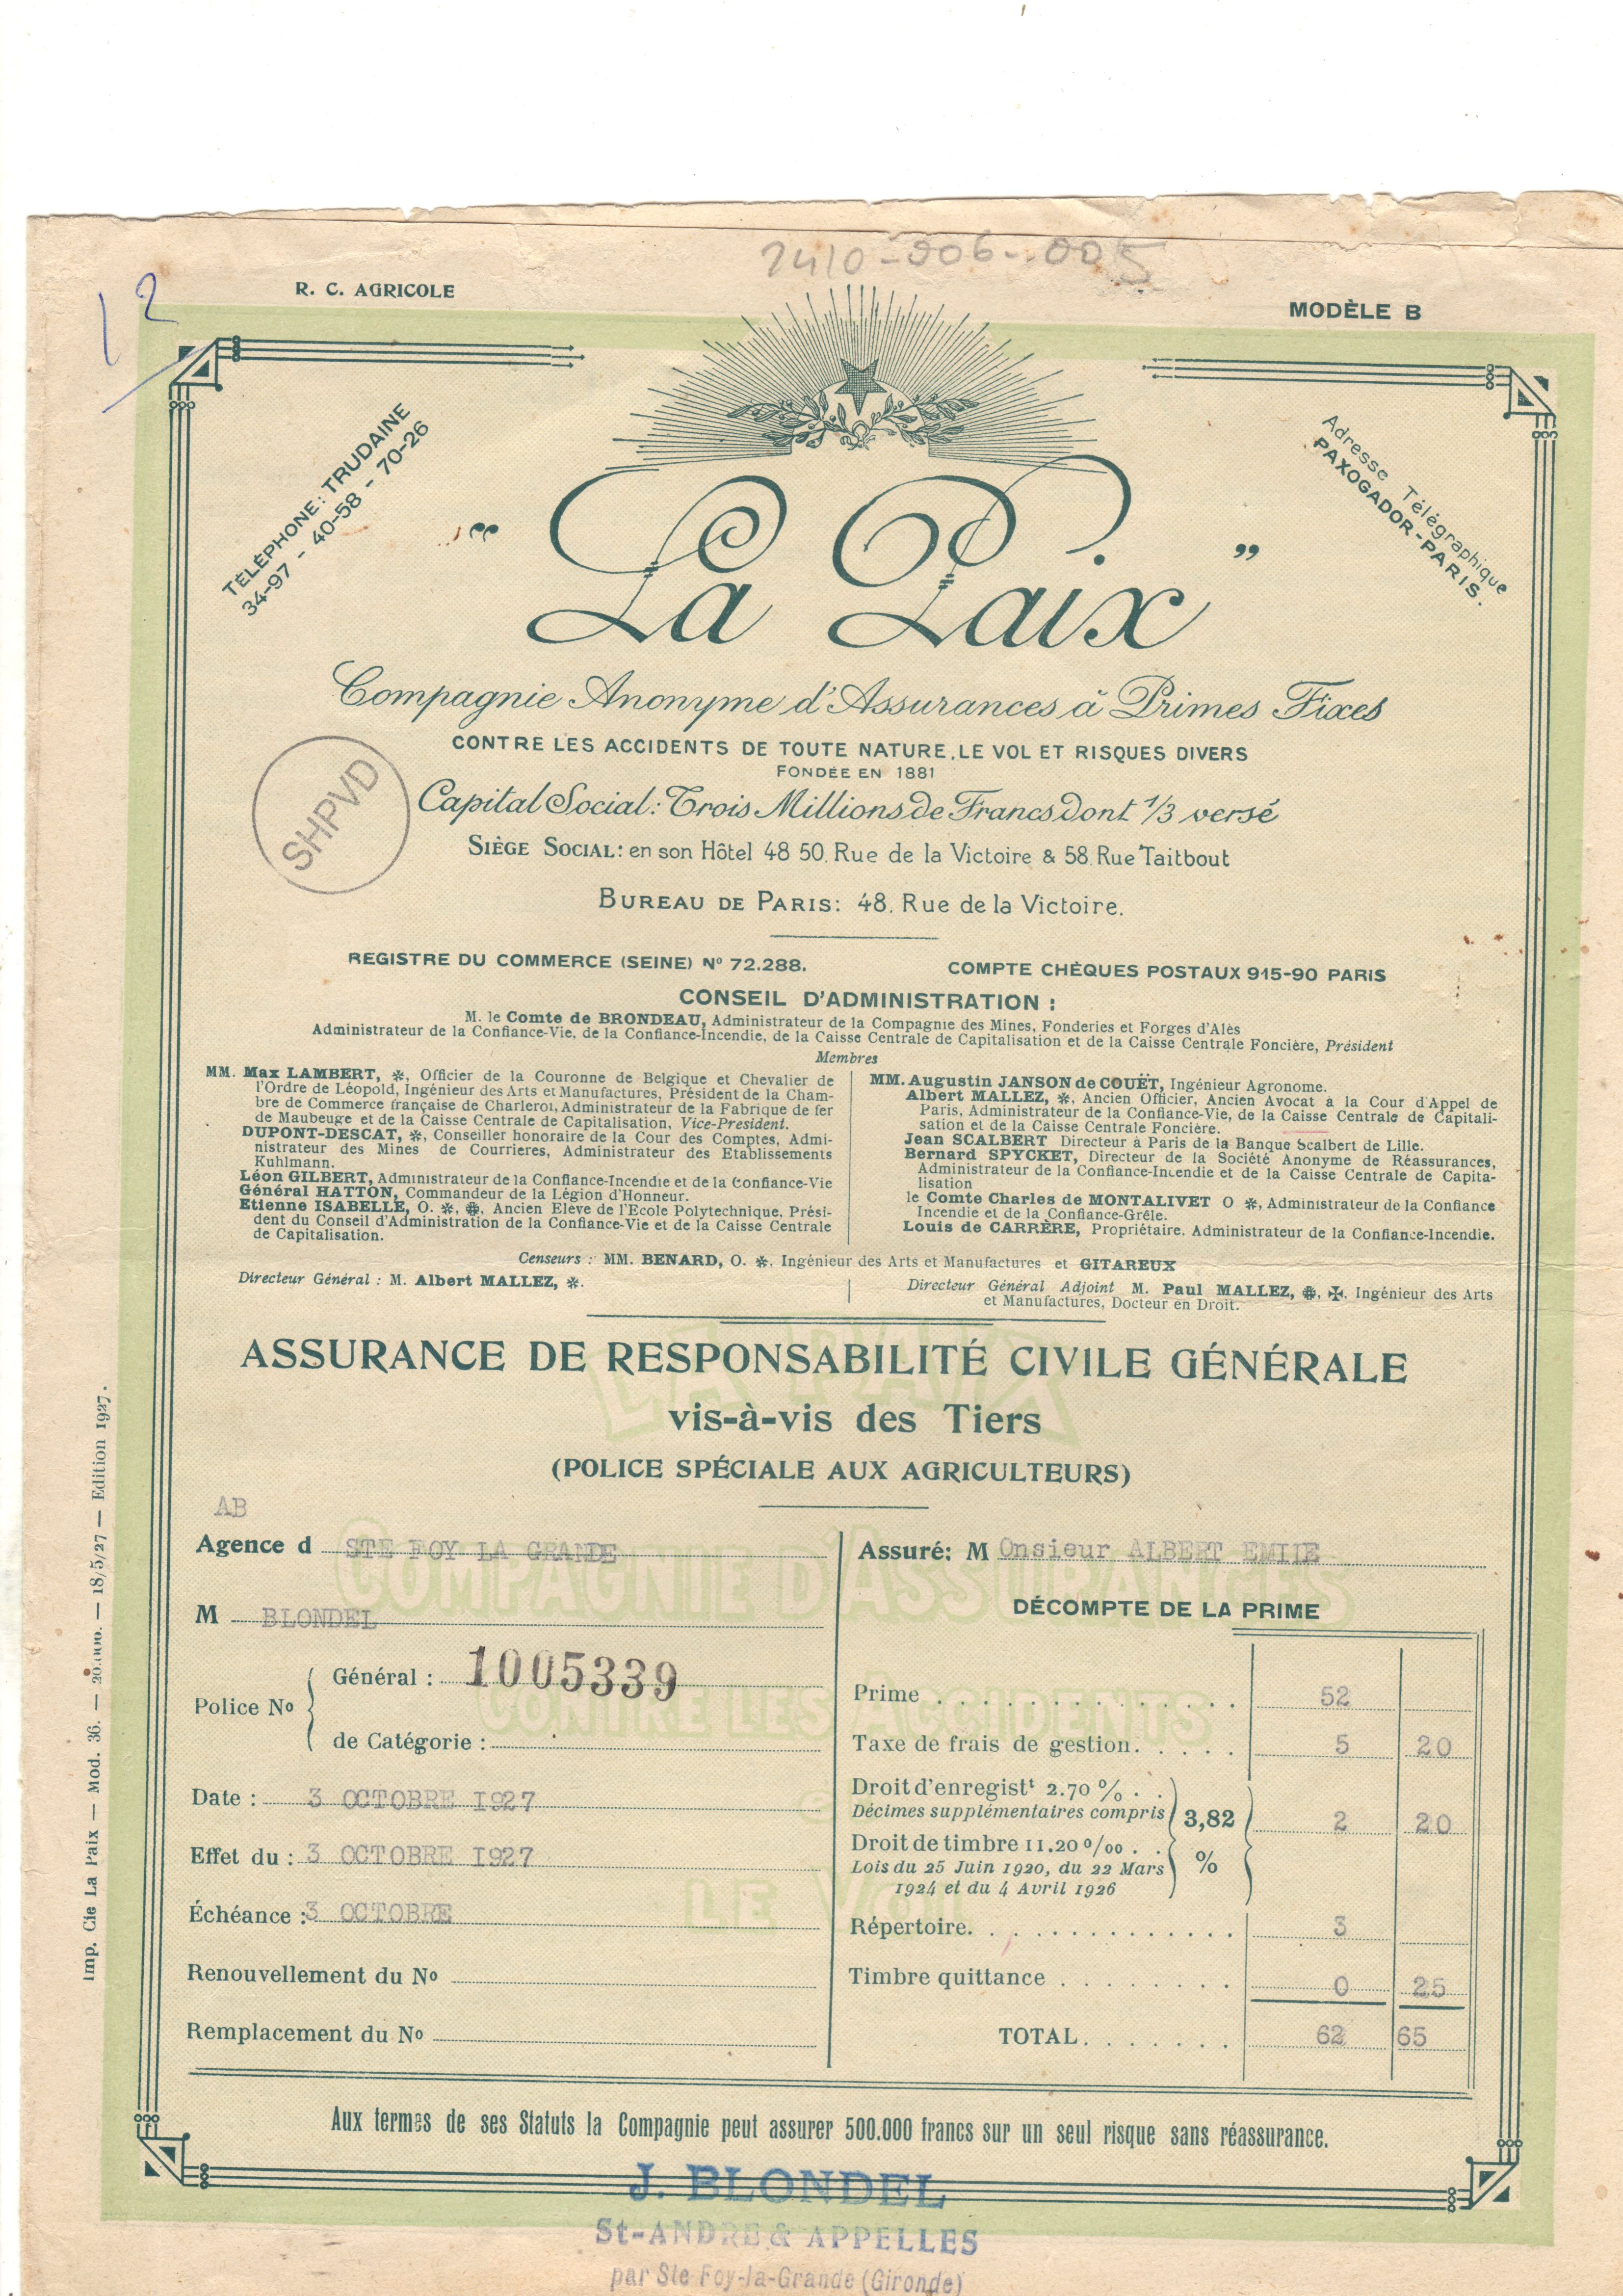 2410-006-005
12
R. C. AGRICOLE
MODÈLE B
TÉLÉPHONE: TRUDAINE
34-97 - 40-58 - 70-26
Adresse Télégraphique
PAXOGADOR-PARIS.
“ La Paix ”
Compagnie Anonyme d'Assurances à Primes Fixes
CONTRE LES ACCIDENTS DE TOUTE NATURE, LE VOL ET RISQUES DIVERS
FONDÉE EN 1881
Capital Social: Trois Millions de Francs dont 1/3 versé
SHPVD
SIÈGE SOCIAL: en son Hôtel 48 50, Rue de la Victoire & 58, Rue Taitbout
BUREAU DE PARIS: 48, Rue de la Victoire.
REGISTRE DU COMMERCE (SEINE) Nº 72.288.
COMPTE CHÈQUES POSTAUX 915-90 PARIS
CONSEIL D'ADMINISTRATION :
M. le Comte de BRONDEAU, Administrateur de la Compagnie des Mines, Fonderies et Forges d'Alès
Administrateur de la Confiance-Vie, de la Confiance-Incendie, de la Caisse Centrale de Capitalisation et de la Caisse Centrale Foncière, Président
Membres
MM. Max LAMBERT, ✻, Officier de la Couronne de Belgique et Chevalier de
l'Ordre de Léopold, Ingénieur des Arts et Manufactures, Président de la Cham-
bre de Commerce française de Charleroi, Administrateur de la Fabrique de fer
de Maubeuge et de la Caisse Centrale de Capitalisation, Vice-President.
DUPONT-DESCAT, ✻, Conseiller honoraire de la Cour des Comptes, Admi-
nistrateur des Mines de Courrieres, Administrateur des Etablissements
Kuhlmann.
Léon GILBERT, Administrateur de la Confiance-Incendie et de la Confiance-Vie
Général HATTON, Commandeur de la Légion d'Honneur.
Etienne ISABELLE, O. ✻, ✻, Ancien Elève de l'Ecole Polytechnique, Prési-
dent du Conseil d'Administration de la Confiance-Vie et de la Caisse Centrale
de Capitalisation.
MM. Augustin JANSON de COUËT, Ingénieur Agronome.
Albert MALLEZ, ✻, Ancien Officier, Ancien Avocat à la Cour d'Appel de
Paris, Administrateur de la Confiance-Vie, de la Caisse Centrale de Capitali-
sation et de la Caisse Centrale Foncière.
Jean SCALBERT Directeur à Paris de la Banque Scalbert de Lille.
Bernard SPYCKET, Directeur de la Société Anonyme de Réassurances,
Administrateur de la Confiance-Incendie et de la Caisse Centrale de Capita-
lisation
le Comte Charles de MONTALIVET O ✻, Administrateur de la Confiance
Incendie et de la Confiance-Grêle.
Louis de CARRÈRE, Propriétaire. Administrateur de la Confiance-Incendie.
Censeurs : MM. BENARD, O. ✻, Ingénieur des Arts et Manufactures et GITAREUX
Directeur Général : M. Albert MALLEZ, ✻.
Directeur Général Adjoint M. Paul MALLEZ, ✻, ✠, Ingénieur des Arts
et Manufactures, Docteur en Droit.
LA PAIX
ASSURANCE DE RESPONSABILITÉ CIVILE GÉNÉRALE
vis-à-vis des Tiers
(POLICE SPÉCIALE AUX AGRICULTEURS)
COMPAGNIE D'ASSURANCES
CONTRE LES ACCIDENTS
LE VOL
AB
Agence d STE FOY LA GRANDE
M BLONDEL
Police No
Général : 1005339
de Catégorie :
Date : 3 OCTOBRE 1927
Effet du : 3 OCTOBRE 1927
Échéance : 3 OCTOBRE
Renouvellement du No
Remplacement du No
Assuré: M Onsieur ALBERT EMIIE
DÉCOMPTE DE LA PRIME
Prime 52
Taxe de frais de gestion. 5 20
Droit d'enregistt 2.70 %
Décimes supplémentaires compris
Droit de timbre 11.20 º/oo
Lois du 25 Juin 1920, du 22 Mars
1924 et du 4 Avril 1926
3,82 % 2 20
Répertoire. 3
Timbre quittance 0 25
TOTAL 62 65
Aux termes de ses Statuts la Compagnie peut assurer 500.000 francs sur un seul risque sans réassurance.
J. BLONDEL
St-ANDRE & APPELLES
par Ste Foy-la-Grande (Gironde)
Imp. Cie La Paix — Mod. 36. — 20.000. — 18/5/27 — Edition 1927.